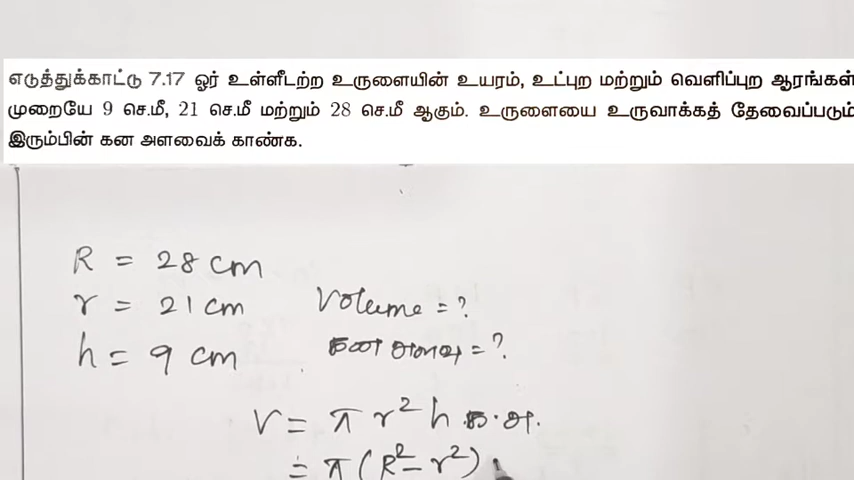 எடுத்துக்காட்டு 7.17 ஓர் உள்ளீடற்ற உருளையின் உயரம், உட்புற மற்றும் வெளிப்புற ஆரங்கள்
முறையே 9 செ.மீ, 21 செ.மீ மற்றும் 28 செ.மீ ஆகும். உருளையை உருவாக்கத் தேவைப்படும்
இரும்பின் கன அளவைக் காண்க.
R = 28 cm
r = 21 cm Volume = ?
h = 9 cm கன அளவு = ?
V = π r² h க.அ.
= π (R² - r²)